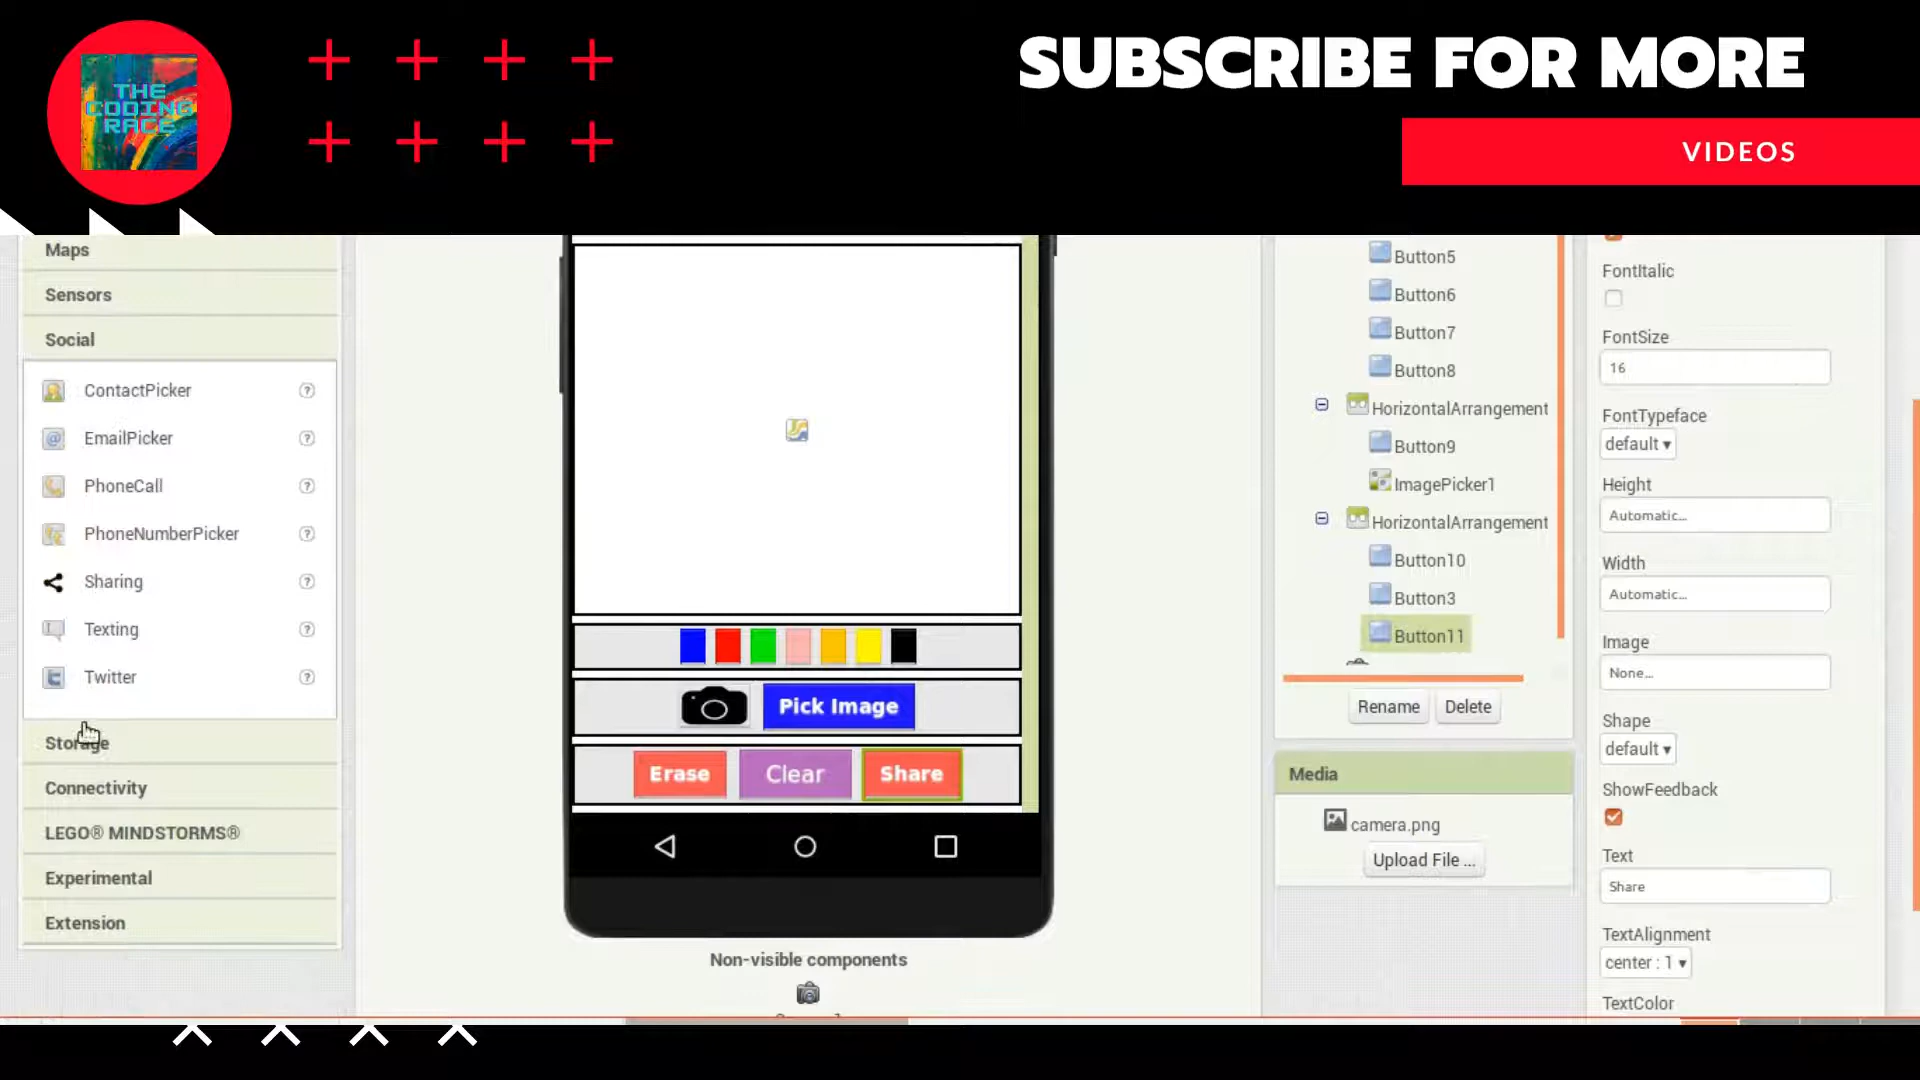 THE
CODING
RACE
SUBSCRIBE FOR MORE
VIDEOS
Maps
Sensors
Social
ContactPicker
EmailPicker
PhoneCall
PhoneNumberPicker
Sharing
Texting
Twitter
Storage
Connectivity
LEGO® MINDSTORMS®
Experimental
Extension
Pick Image
Erase
Clear
Share
Non-visible components
Button5
Button6
Button7
Button8
HorizontalArrangement
Button9
ImagePicker1
HorizontalArrangement
Button10
Button3
Button11
Rename
Delete
Media
camera.png
Upload File ...
FontItalic
FontSize
16
FontTypeface
default
Height
Automatic...
Width
Automatic...
Image
None...
Shape
default
ShowFeedback
Text
Share
TextAlignment
center : 1
TextColor